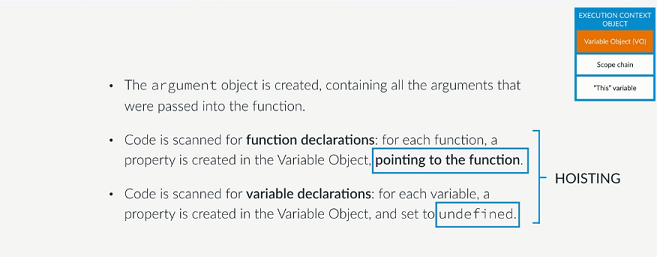 EXECUTION CONTEXT
OBJECT
Variable Object (VO)
Scope chain
"This" variable
• The argument object is created, containing all the arguments that
were passed into the function.
• Code is scanned for function declarations: for each function, a
property is created in the Variable Object, pointing to the function.
• Code is scanned for variable declarations: for each variable, a
property is created in the Variable Object, and set to undefined.
HOISTING